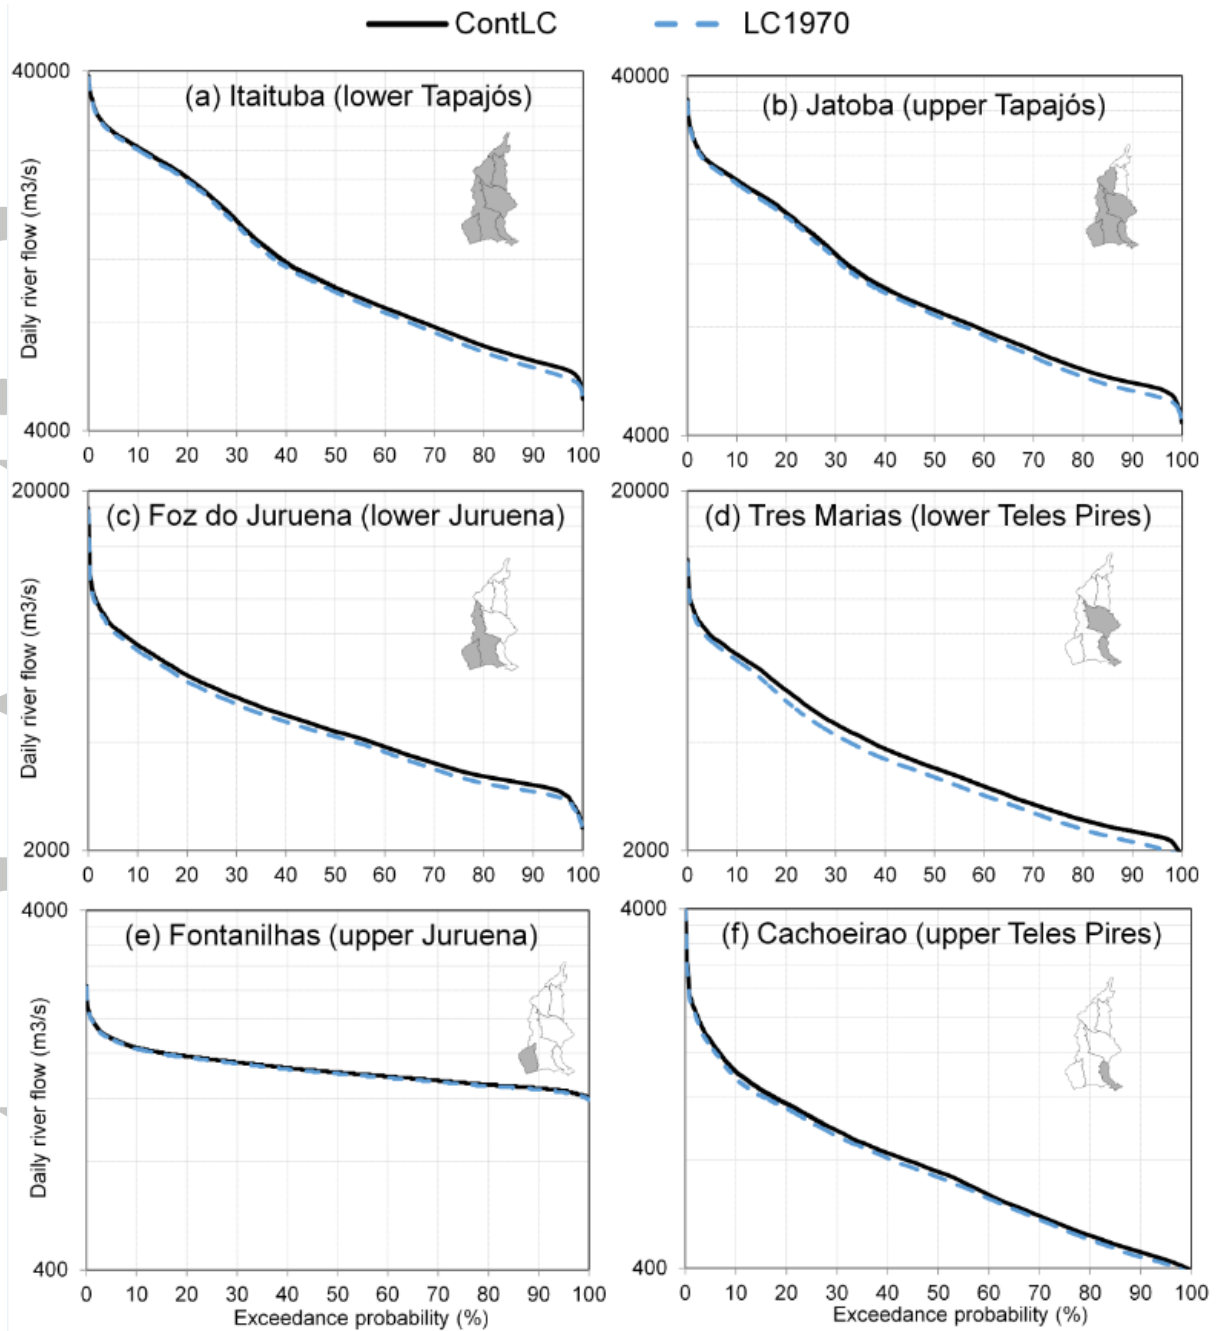 ContLC LC1970
(a) Itaituba (lower Tapajós)
40000
4000
Daily river flow (m3/s)
0 10 20 30 40 50 60 70 80 90 100
(b) Jatoba (upper Tapajós)
40000
4000
0 10 20 30 40 50 60 70 80 90 100
(c) Foz do Juruena (lower Juruena)
20000
2000
Daily river flow (m3/s)
0 10 20 30 40 50 60 70 80 90 100
(d) Tres Marias (lower Teles Pires)
20000
2000
0 10 20 30 40 50 60 70 80 90 100
(e) Fontanilhas (upper Juruena)
4000
400
Daily river flow (m3/s)
0 10 20 30 40 50 60 70 80 90 100
Exceedance probability (%)
(f) Cachoeirao (upper Teles Pires)
4000
400
0 10 20 30 40 50 60 70 80 90 100
Exceedance probability (%)